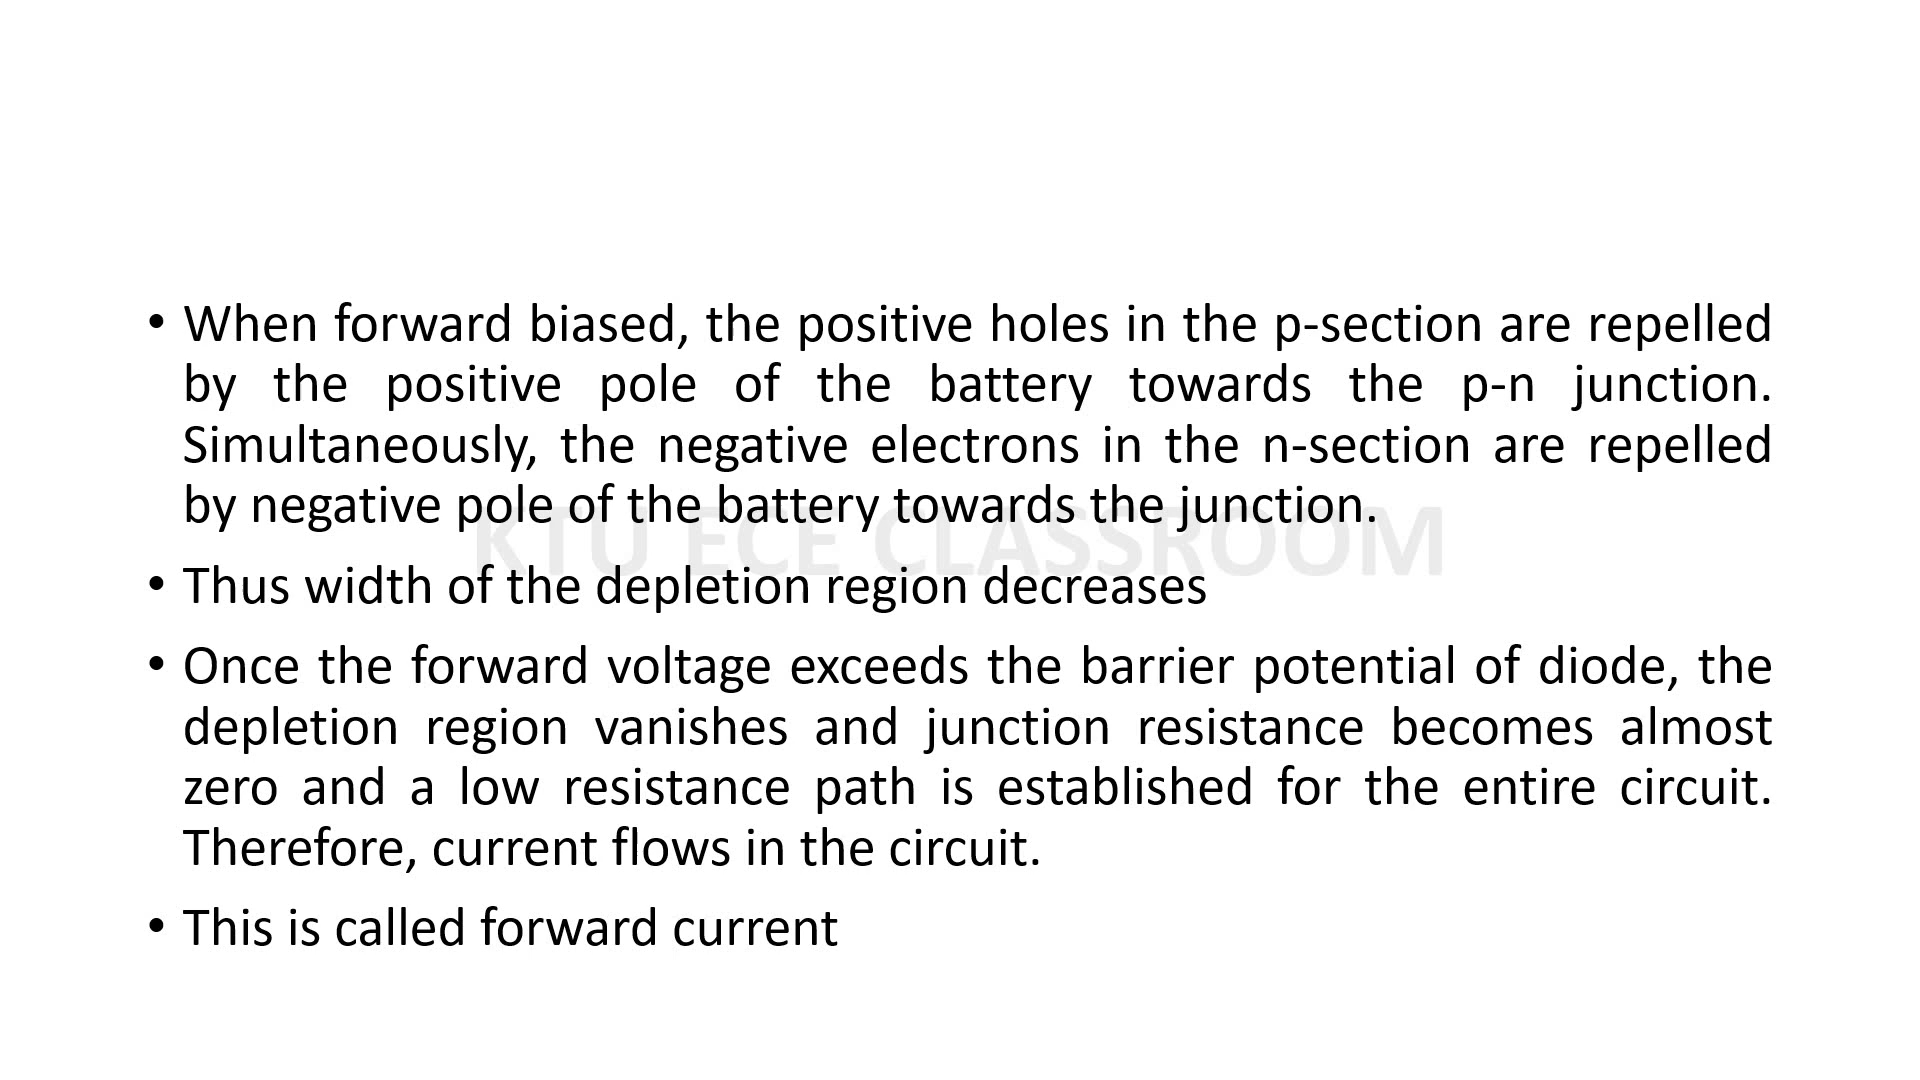 • When forward biased, the positive holes in the p-section are repelled
by the positive pole of the battery towards the p-n junction.
Simultaneously, the negative electrons in the n-section are repelled
by negative pole of the battery towards the junction.
KTU ECE CLASSROOM
• Thus width of the depletion region decreases
• Once the forward voltage exceeds the barrier potential of diode, the
depletion region vanishes and junction resistance becomes almost
zero and a low resistance path is established for the entire circuit.
Therefore, current flows in the circuit.
• This is called forward current